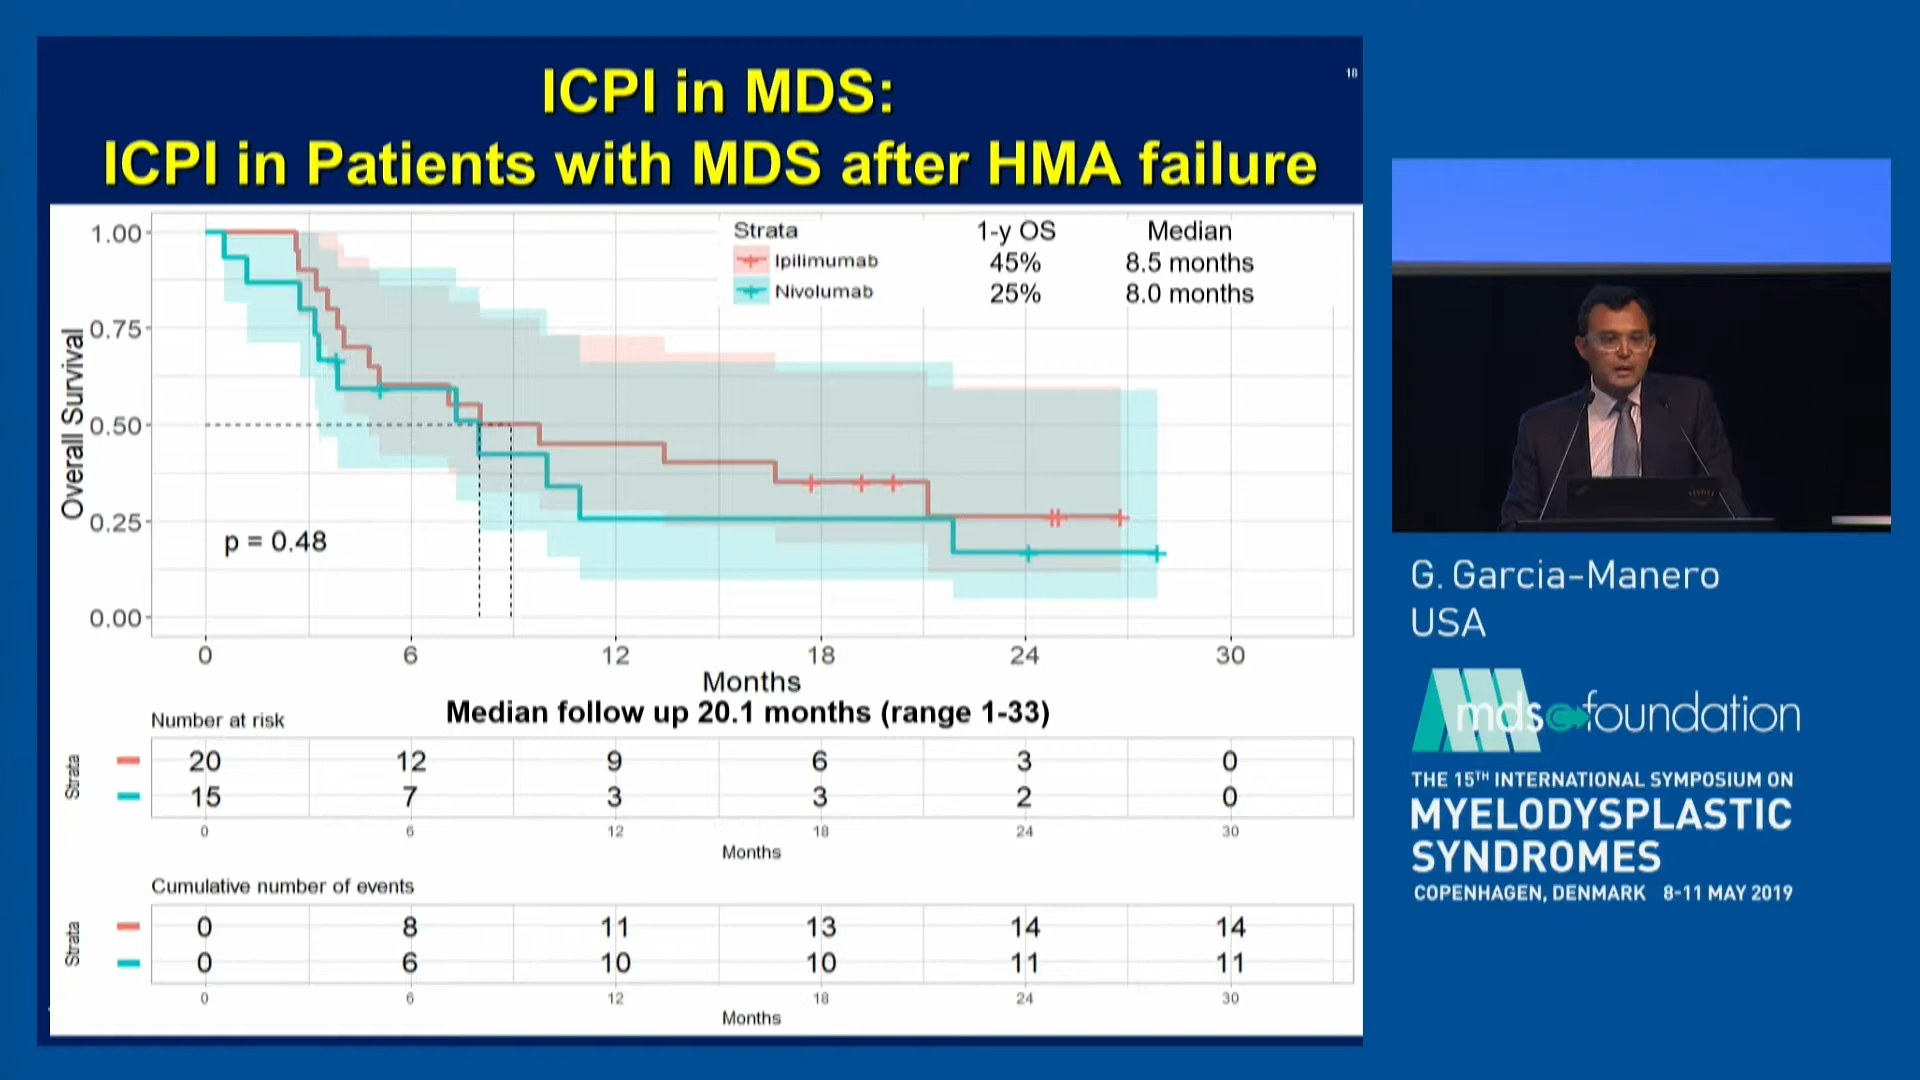 ICPI in MDS:
18
ICPI in Patients with MDS after HMA failure
Strata 1-y OS Median
Ipilimumab 45% 8.5 months
Nivolumab 25% 8.0 months
Overall Survival
1.00
0.75
0.50
0.25
0.00
p = 0.48
0 6 12 18 24 30
Months
Median follow up 20.1 months (range 1-33)
Number at risk
Strata
20 12 9 6 3 0
15 7 3 3 2 0
0 6 12 18 24 30
Months
Cumulative number of events
Strata
0 8 11 13 14 14
0 6 10 10 11 11
0 6 12 18 24 30
Months
G. Garcia-Manero
USA
mds foundation
THE 15TH INTERNATIONAL SYMPOSIUM ON
MYELODYSPLASTIC
SYNDROMES
COPENHAGEN, DENMARK 8-11 MAY 2019